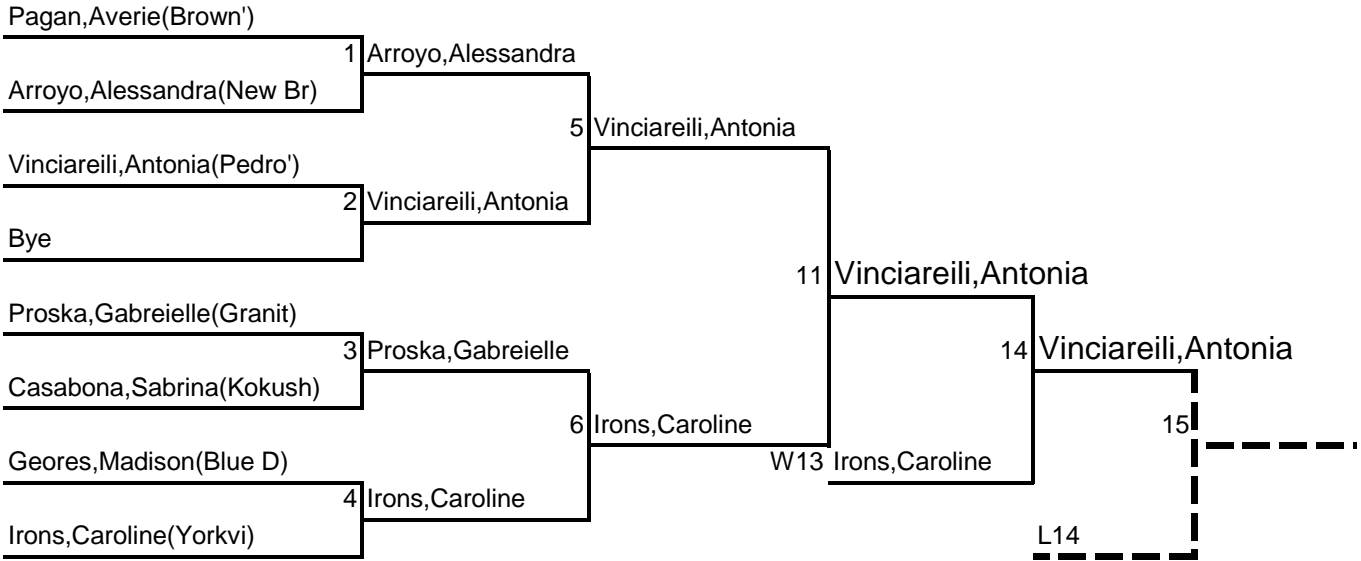 Pagan,Averie(Brown')
1 Arroyo,Alessandra
Arroyo,Alessandra(New Br)
5 Vinciareili,Antonia
Vinciareili,Antonia(Pedro')
2 Vinciareili,Antonia
Bye
11 Vinciareili,Antonia
Proska,Gabreielle(Granit)
3 Proska,Gabreielle
14 Vinciareili,Antonia
Casabona,Sabrina(Kokush)
6 Irons,Caroline
15
Geores,Madison(Blue D)
W13 Irons,Caroline
4 Irons,Caroline
Irons,Caroline(Yorkvi)
L14